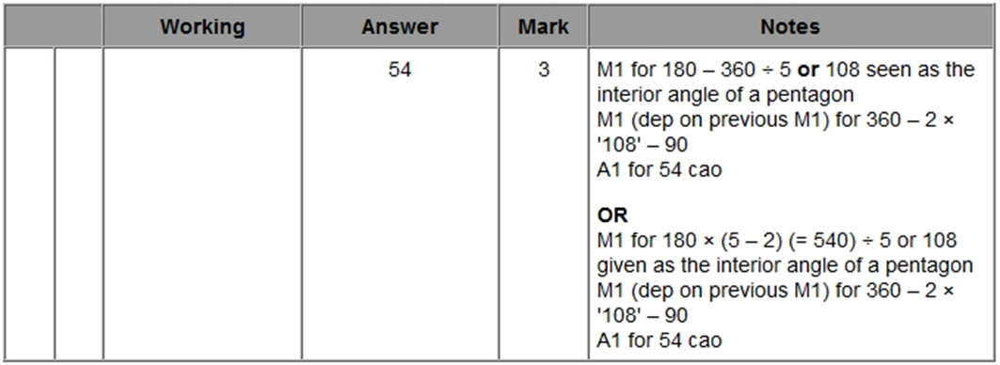 Working Answer Mark Notes
54 3 M1 for 180 – 360 ÷ 5 or 108 seen as the
interior angle of a pentagon
M1 (dep on previous M1) for 360 – 2 ×
'108' – 90
A1 for 54 cao
OR
M1 for 180 × (5 – 2) (= 540) ÷ 5 or 108
given as the interior angle of a pentagon
M1 (dep on previous M1) for 360 – 2 ×
'108' – 90
A1 for 54 cao